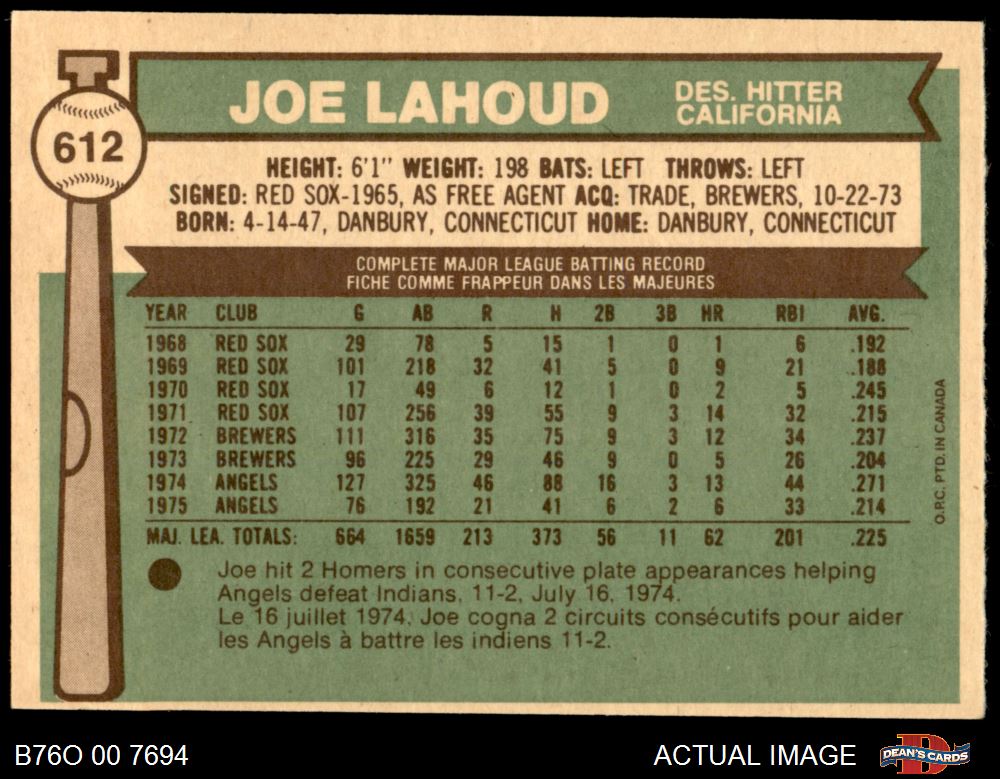 JOE LAHOUD
DES. HITTER
CALIFORNIA
612
HEIGHT: 6'1" WEIGHT: 198 BATS: LEFT THROWS: LEFT
SIGNED: RED SOX-1965, AS FREE AGENT ACQ: TRADE, BREWERS, 10-22-73
BORN: 4-14-47, DANBURY, CONNECTICUT HOME: DANBURY, CONNECTICUT
COMPLETE MAJOR LEAGUE BATTING RECORD
FICHE COMME FRAPPEUR DANS LES MAJEURES
YEAR CLUB G AB R H 2B 3B HR RBI AVG.
1968 RED SOX 29 78 5 15 1 0 1 6 .192
1969 RED SOX 101 218 32 41 5 0 9 21 .188
1970 RED SOX 17 49 6 12 1 0 2 5 .245
1971 RED SOX 107 256 39 55 9 3 14 32 .215
1972 BREWERS 111 316 35 75 9 3 12 34 .237
1973 BREWERS 96 225 29 46 9 0 5 26 .204
1974 ANGELS 127 325 46 88 16 3 13 44 .271
1975 ANGELS 76 192 21 41 6 2 6 33 .214
MAJ. LEA. TOTALS: 664 1659 213 373 56 11 62 201 .225
Joe hit 2 Homers in consecutive plate appearances helping
Angels defeat Indians, 11-2, July 16, 1974.
Le 16 juillet 1974, Joe cogna 2 circuits consécutifs pour aider
les Angels à battre les indiens 11-2.
O.P.C. PTD. IN CANADA
B76O 00 7694
ACTUAL IMAGE
DEAN'S CARDS